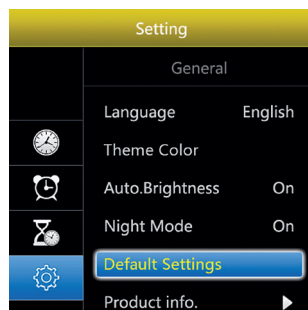 Setting
General
Language English
Theme Color
Auto.Brightness On
Night Mode On
Default Settings
Product info.